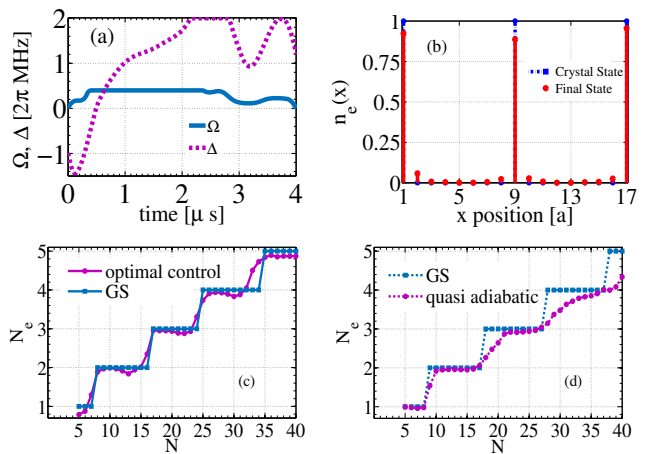 (a)
2
1
0
−1
0 1 2 3 4
Ω, Δ [2π MHz]
time [μ s]
Ω
Δ
(b)
1
0.75
0.5
0.25
0
1 5 9 13 17
n_e(x)
x position [a]
Crystal State
Final State
optimal control
GS
5
4
3
2
1
5 10 15 20 25 30 35 40
N_e
N
(c)
GS
quasi adiabatic
5
4
3
2
1
5 10 15 20 25 30 35 40
N_e
N
(d)